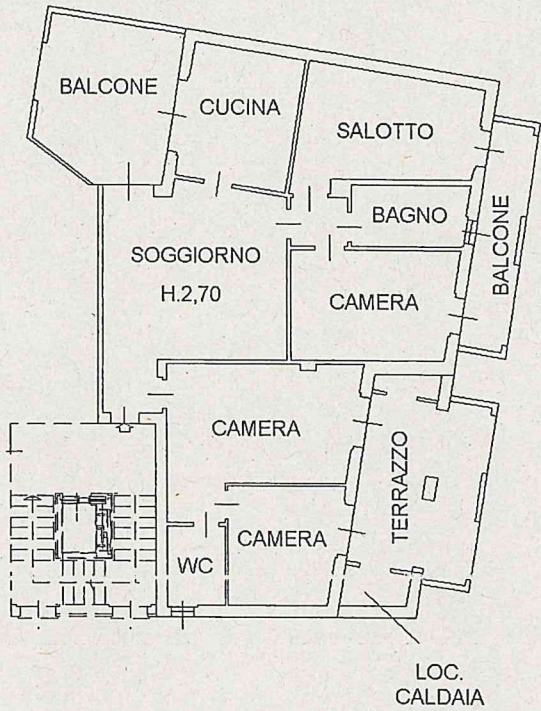 BALCONE
CUCINA
SALOTTO
BAGNO
BALCONE
SOGGIORNO
H.2,70
CAMERA
CAMERA
TERRAZZO
CAMERA
WC
LOC.
CALDAIA